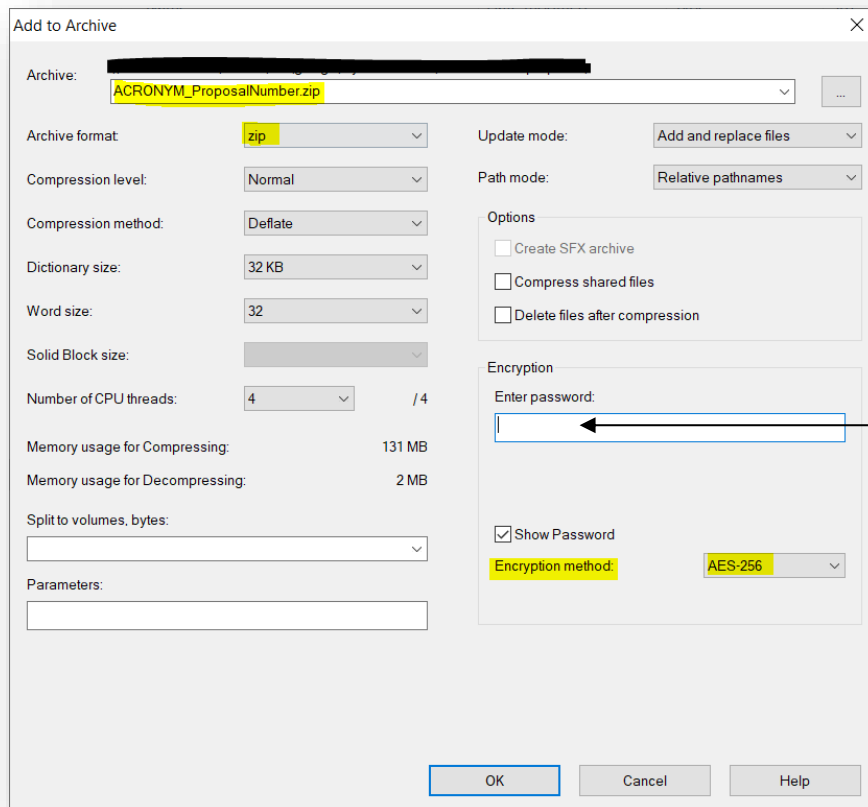 Add to Archive
Archive:
ACRONYM_ProposalNumber.zip
...
Archive format: zip
Update mode: Add and replace files
Compression level: Normal
Path mode: Relative pathnames
Compression method: Deflate
Options
Create SFX archive
Compress shared files
Delete files after compression
Dictionary size: 32 KB
Word size: 32
Solid Block size:
Number of CPU threads: 4 / 4
Encryption
Enter password:
Memory usage for Compressing: 131 MB
Memory usage for Decompressing: 2 MB
Split to volumes, bytes:
Show Password
Encryption method: AES-256
Parameters:
OK
Cancel
Help